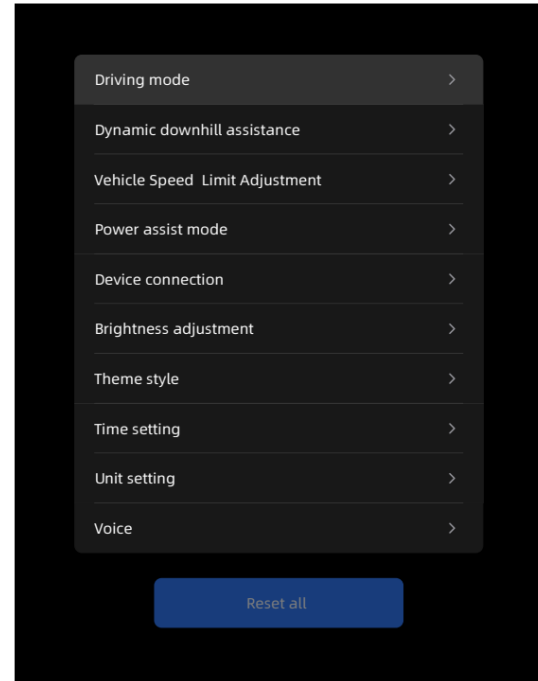 Driving mode
Dynamic downhill assistance
Vehicle Speed  Limit Adjustment
Power assist mode
Device connection
Brightness adjustment
Theme style
Time setting
Unit setting
Voice
Reset all